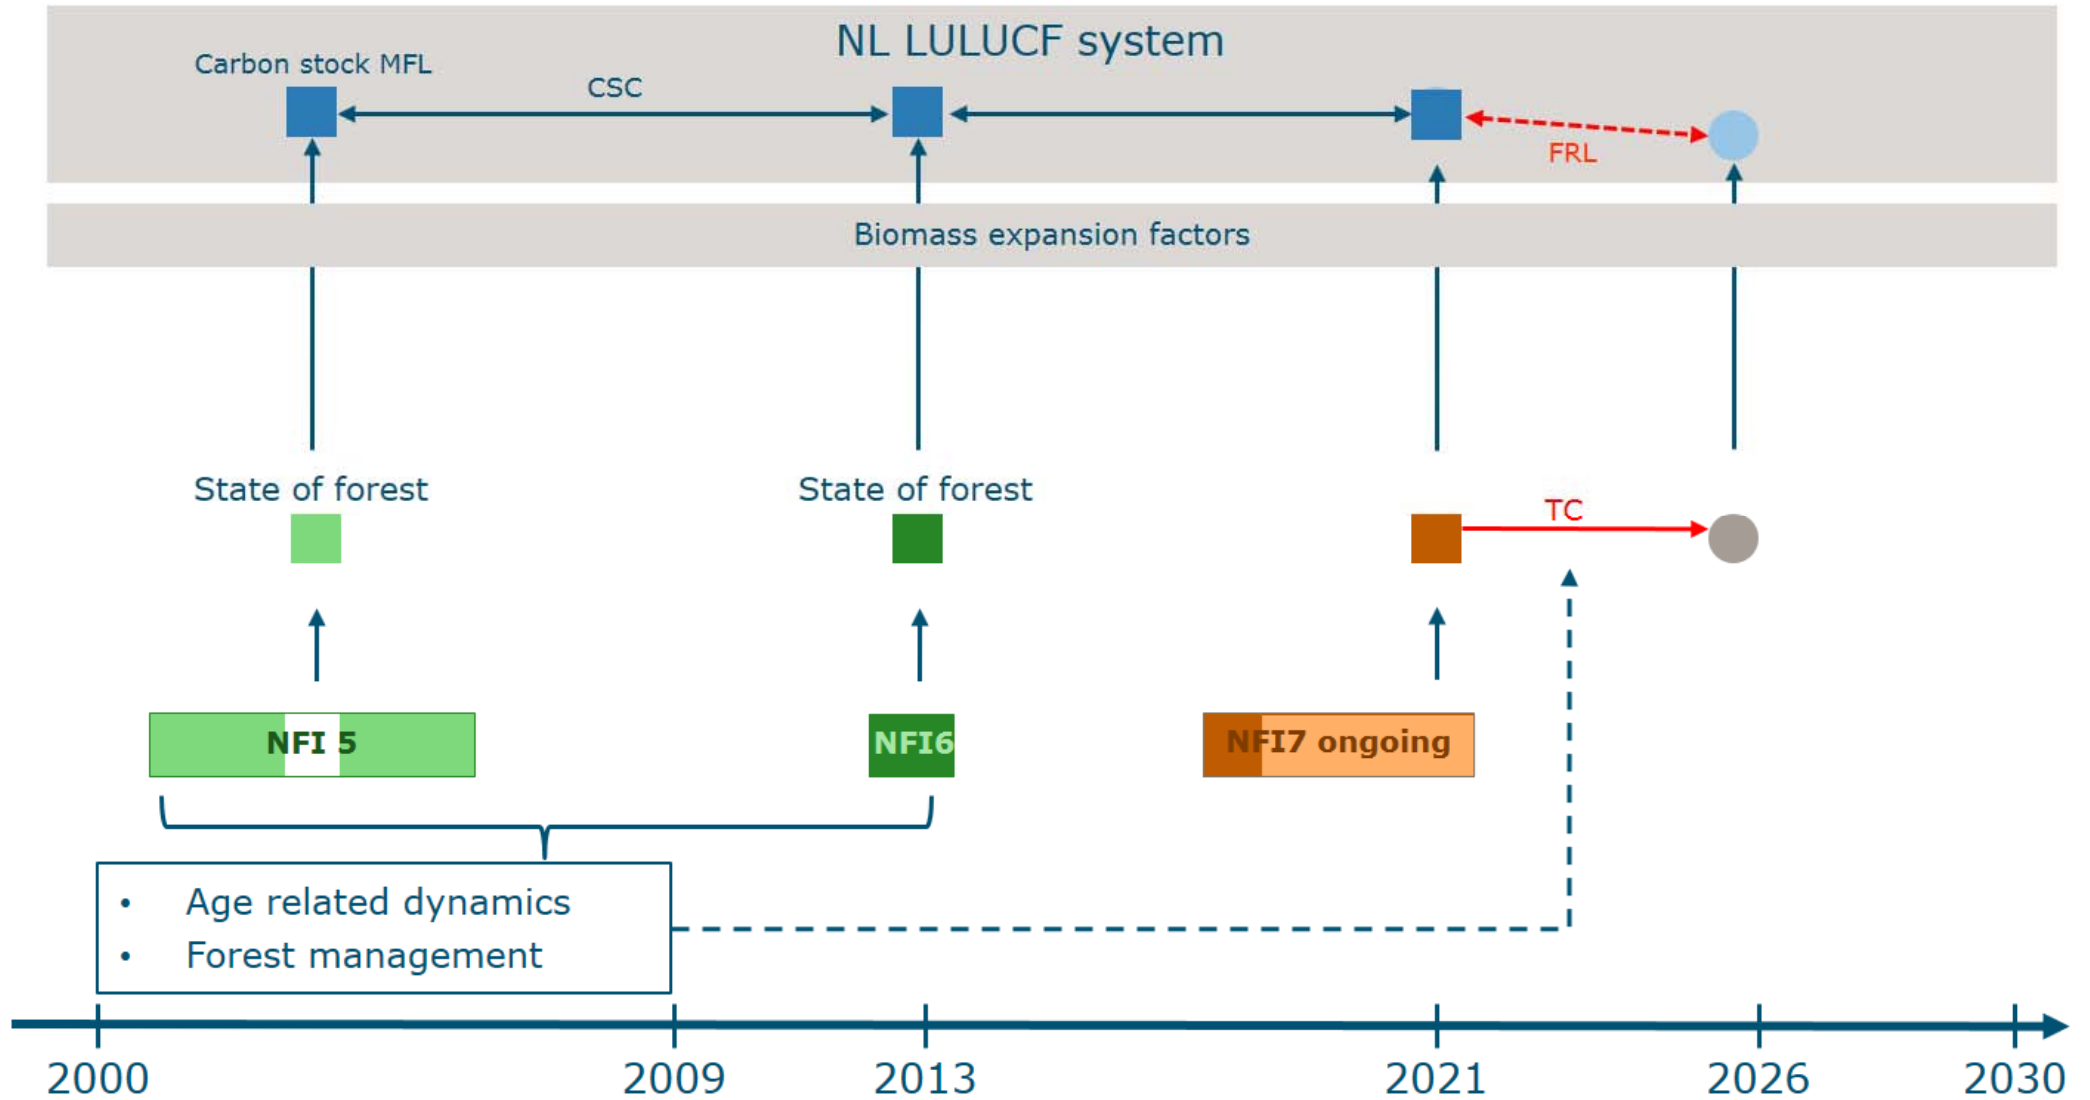 NL LULUCF system
Carbon stock MFL
CSC
FRL
Biomass expansion factors
State of forest
State of forest
TC
NFI 5
NFI6
NFI7 ongoing
• Age related dynamics
• Forest management
2000
2009
2013
2021
2026
2030